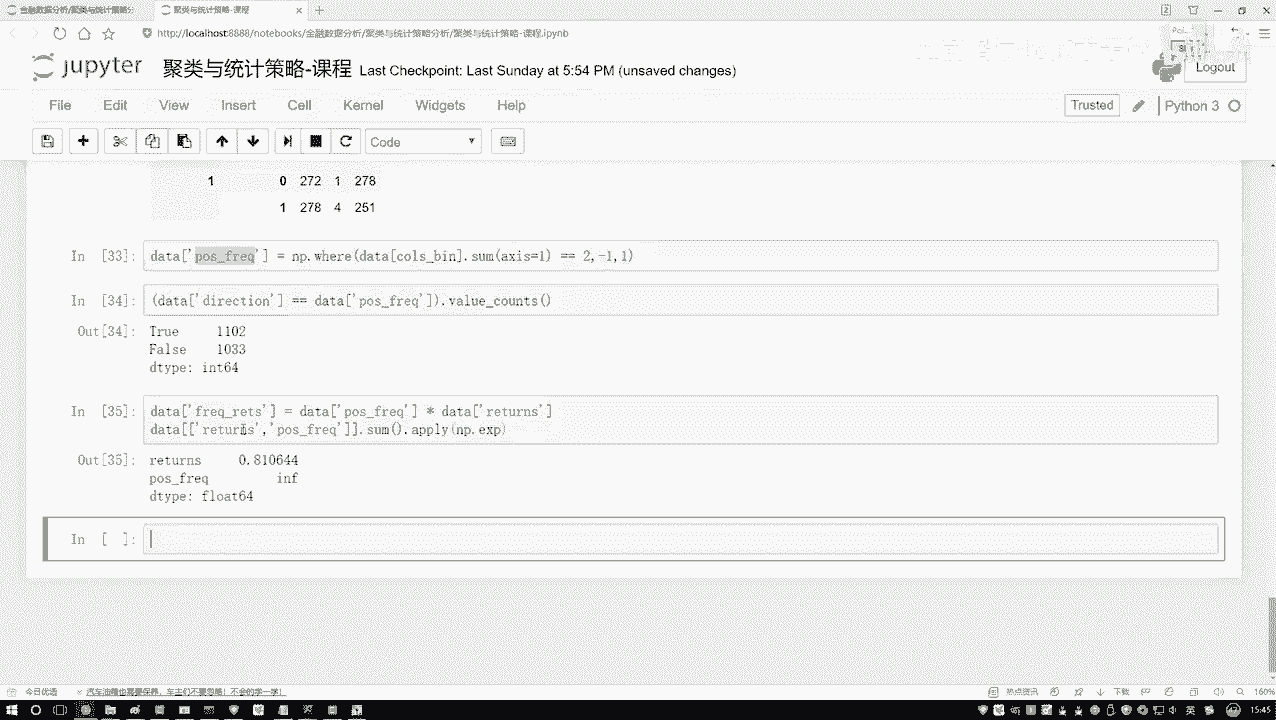 金融数据分析/聚类与统计策略分
聚类与统计策略-课程
http://localhost:8888/notebooks/金融数据分析/聚类与统计策略分析/聚类与统计策略-课程.ipynb
jupyter 聚类与统计策略-课程 Last Checkpoint: Last Sunday at 5:54 PM (unsaved changes)
Logout
File Edit View Insert Cell Kernel Widgets Help
Trusted Python 3
Code
1 0 272 1 278
1 278 4 251
In [33]: data['pos_freq'] = np.where(data[cols_bin].sum(axis=1) == 2,-1,1)
In [34]: (data['direction'] == data['pos_freq']).value_counts()
Out[34]: True 1102
False 1033
dtype: int64
In [35]: data['freq_rets'] = data['pos_freq'] * data['returns']
data[['returns','pos_freq']].sum().apply(np.exp)
Out[35]: returns 0.810644
pos_freq inf
dtype: float64
In [ ]:
今日优选 汽车油箱也需要保养，车主们不要忽略！不会的学一学！
热点资讯 下载 160%
英 15:45